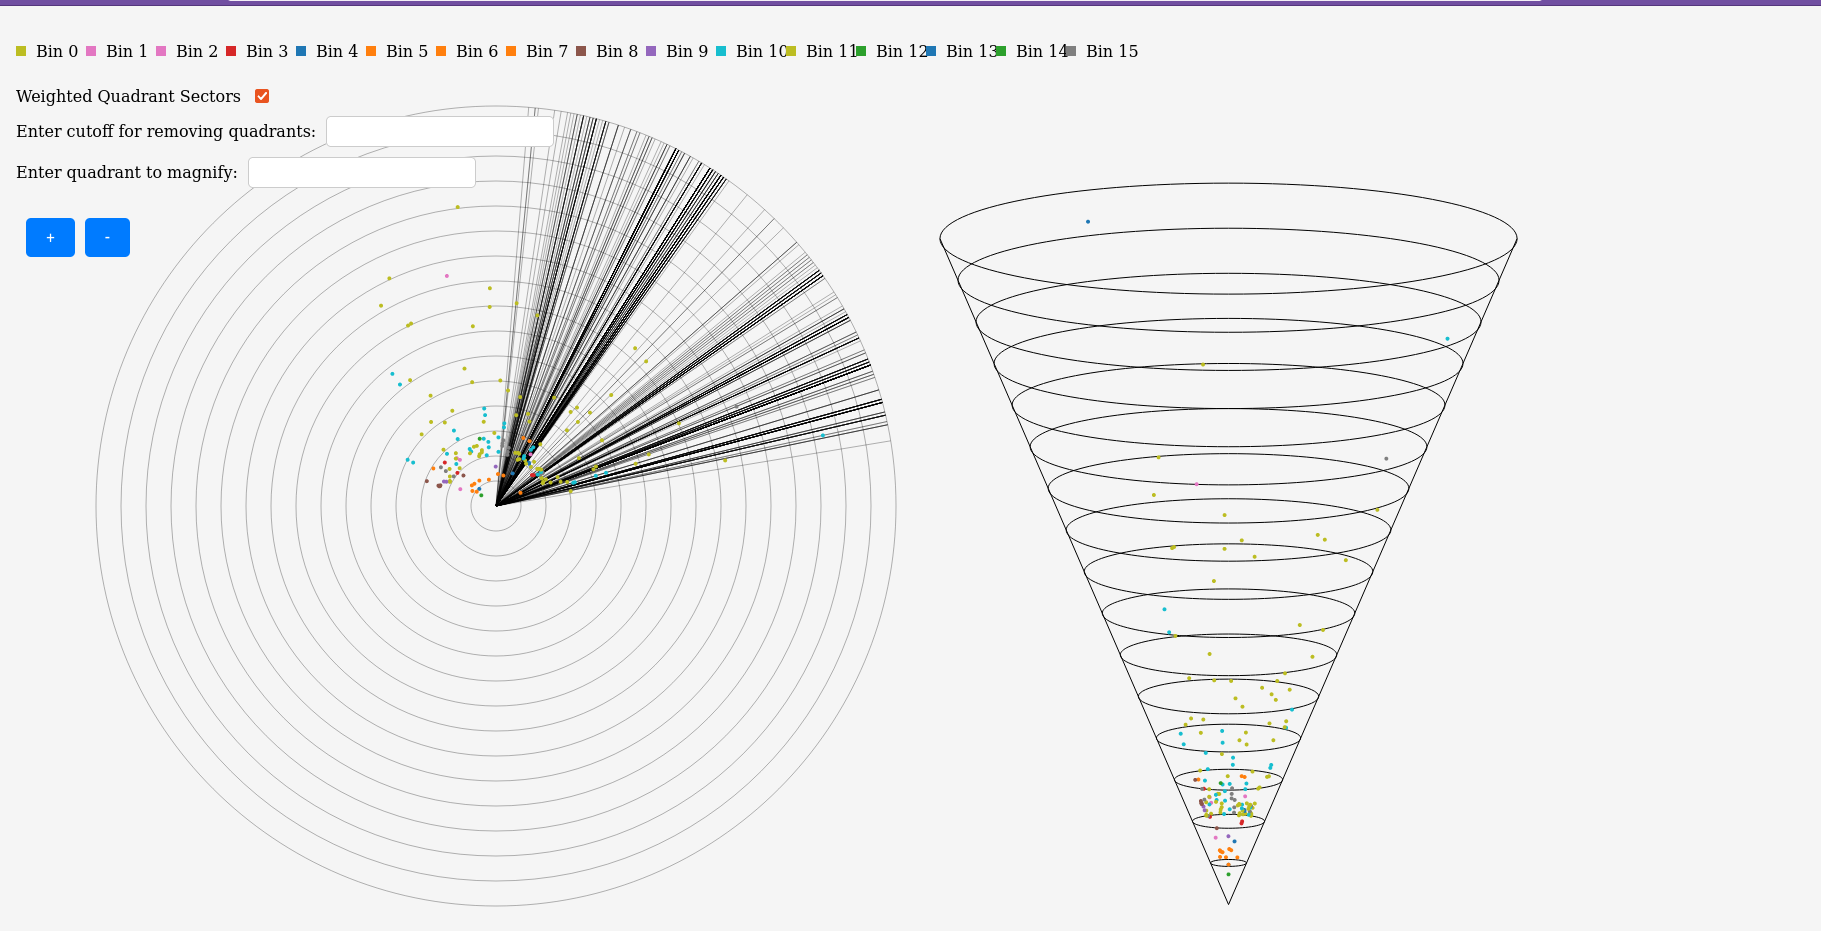 Bin 0 Bin 1 Bin 2 Bin 3 Bin 4 Bin 5 Bin 6 Bin 7 Bin 8 Bin 9 Bin 10 Bin 11 Bin 12 Bin 13 Bin 14 Bin 15
Weighted Quadrant Sectors
Enter cutoff for removing quadrants:
Enter quadrant to magnify:
+ -